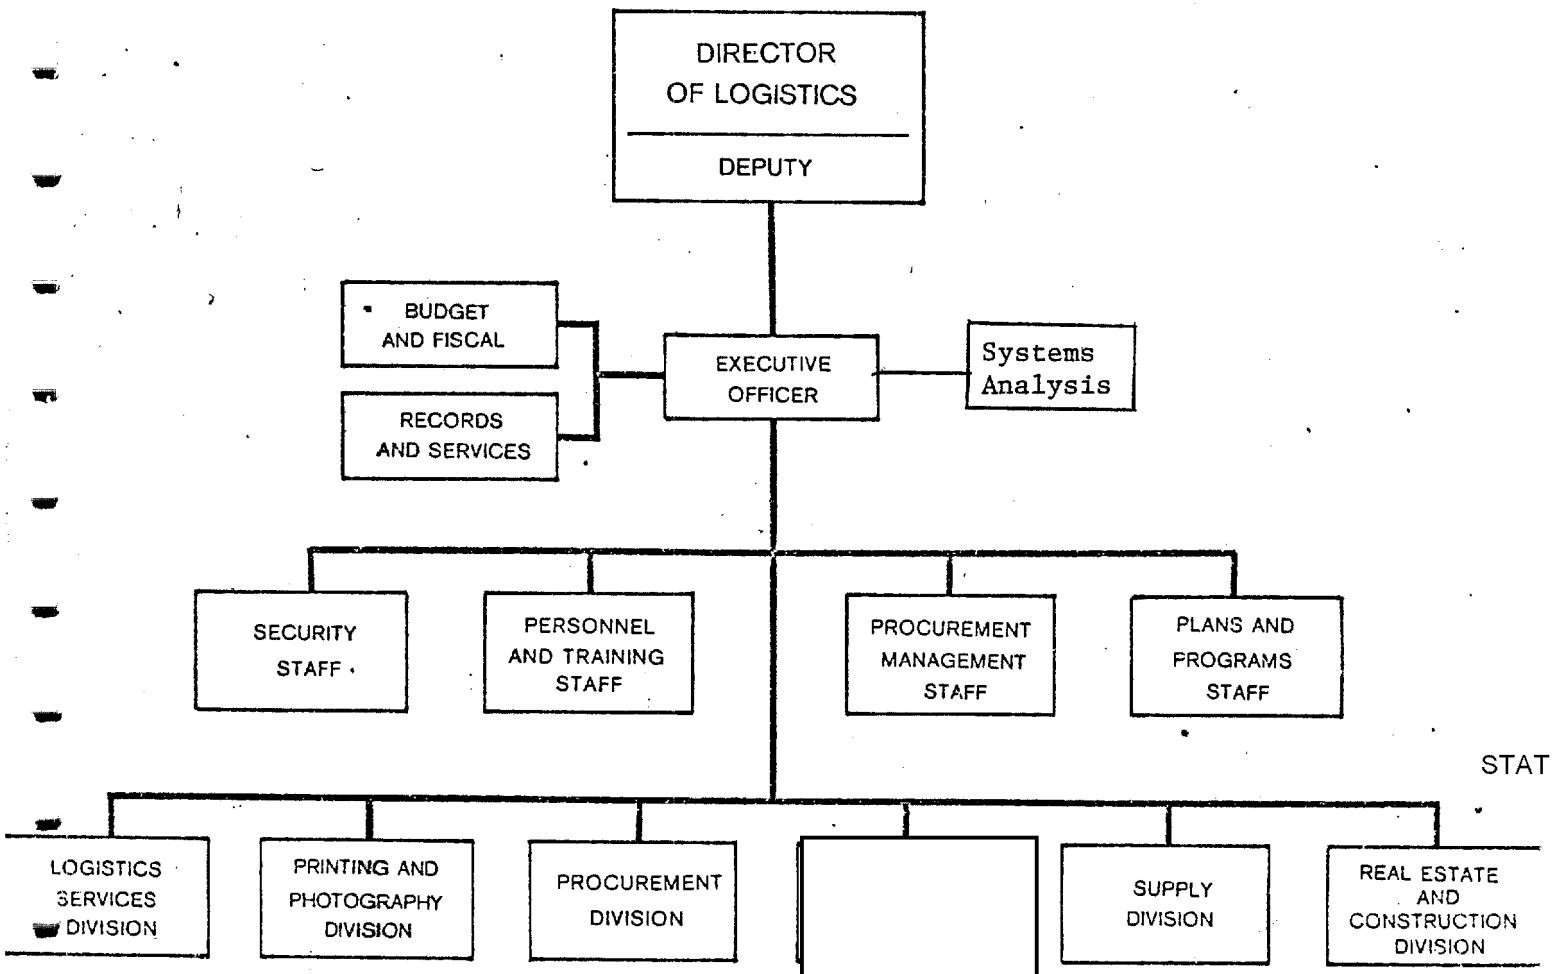 DIRECTOR
OF LOGISTICS
DEPUTY
BUDGET
AND FISCAL
RECORDS
AND SERVICES
EXECUTIVE
OFFICER
Systems
Analysis
SECURITY
STAFF
PERSONNEL
AND TRAINING
STAFF
PROCUREMENT
MANAGEMENT
STAFF
PLANS AND
PROGRAMS
STAFF
STAT
LOGISTICS
SERVICES
DIVISION
PRINTING AND
PHOTOGRAPHY
DIVISION
PROCUREMENT
DIVISION
SUPPLY
DIVISION
REAL ESTATE
AND
CONSTRUCTION
DIVISION